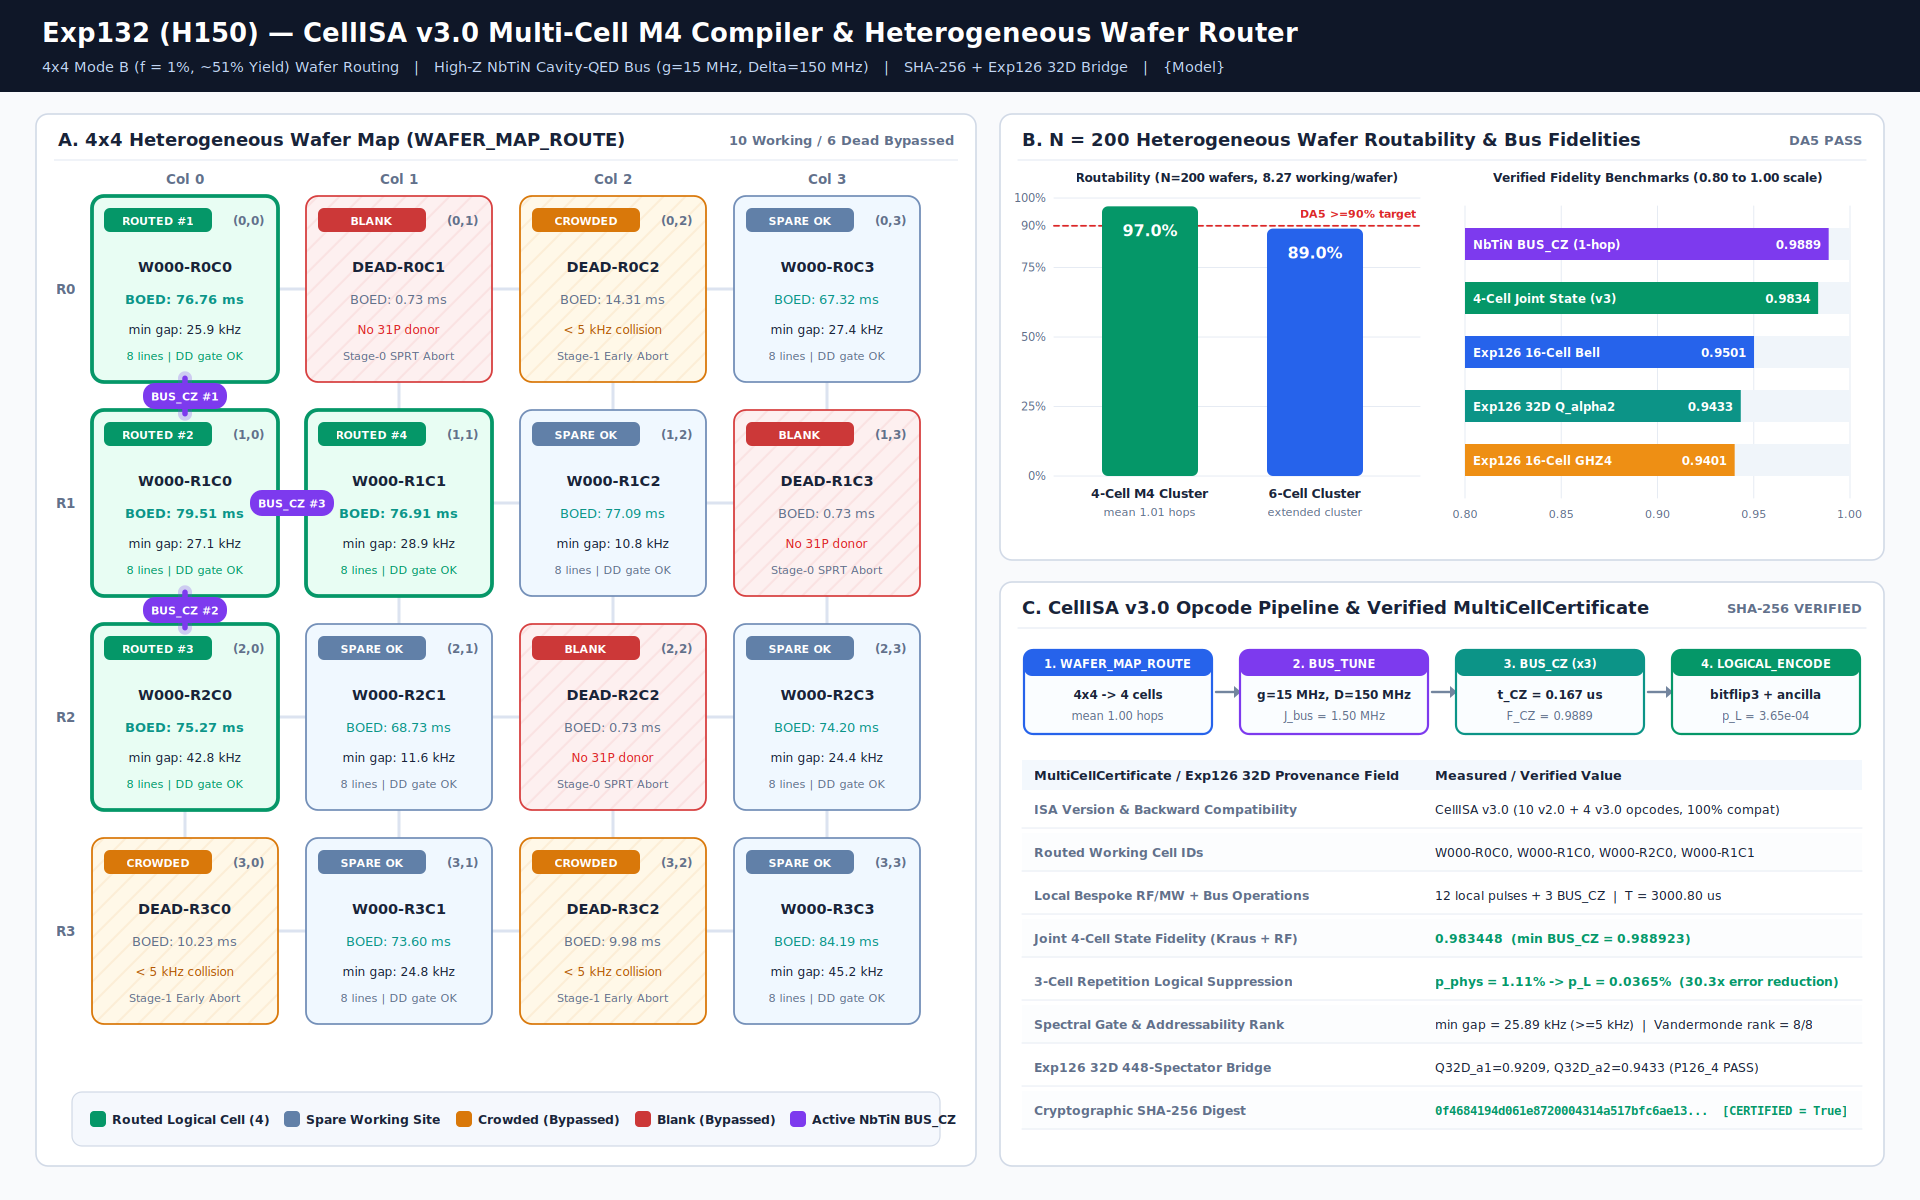 Exp132 (H150) — CellISA v3.0 Multi-Cell M4 Compiler & Heterogeneous Wafer Router
4x4 Mode B (f = 1%, ~51% Yield) Wafer Routing | High-Z NbTiN Cavity-QED Bus (g=15 MHz, Delta=150 MHz) | SHA-256 + Exp126 32D Bridge | {Model}
A. 4x4 Heterogeneous Wafer Map (WAFER_MAP_ROUTE)
10 Working / 6 Dead Bypassed
Col 0 Col 1 Col 2 Col 3
R0
ROUTED #1 (0,0)
W000-R0C0
BOED: 76.76 ms
min gap: 25.9 kHz
8 lines | DD gate OK
BLANK (0,1)
DEAD-R0C1
BOED: 0.73 ms
No 31P donor
Stage-0 SPRT Abort
CROWDED (0,2)
DEAD-R0C2
BOED: 14.31 ms
< 5 kHz collision
Stage-1 Early Abort
SPARE OK (0,3)
W000-R0C3
BOED: 67.32 ms
min gap: 27.4 kHz
8 lines | DD gate OK
BUS_CZ #1
R1
ROUTED #2 (1,0)
W000-R1C0
BOED: 79.51 ms
min gap: 27.1 kHz
8 lines | DD gate OK
BUS_CZ #3
ROUTED #4 (1,1)
W000-R1C1
BOED: 76.91 ms
min gap: 28.9 kHz
8 lines | DD gate OK
SPARE OK (1,2)
W000-R1C2
BOED: 77.09 ms
min gap: 10.8 kHz
8 lines | DD gate OK
BLANK (1,3)
DEAD-R1C3
BOED: 0.73 ms
No 31P donor
Stage-0 SPRT Abort
BUS_CZ #2
R2
ROUTED #3 (2,0)
W000-R2C0
BOED: 75.27 ms
min gap: 42.8 kHz
8 lines | DD gate OK
SPARE OK (2,1)
W000-R2C1
BOED: 68.73 ms
min gap: 11.6 kHz
8 lines | DD gate OK
BLANK (2,2)
DEAD-R2C2
BOED: 0.73 ms
No 31P donor
Stage-0 SPRT Abort
SPARE OK (2,3)
W000-R2C3
BOED: 74.20 ms
min gap: 24.4 kHz
8 lines | DD gate OK
R3
CROWDED (3,0)
DEAD-R3C0
BOED: 10.23 ms
< 5 kHz collision
Stage-1 Early Abort
SPARE OK (3,1)
W000-R3C1
BOED: 73.60 ms
min gap: 24.8 kHz
8 lines | DD gate OK
CROWDED (3,2)
DEAD-R3C2
BOED: 9.98 ms
< 5 kHz collision
Stage-1 Early Abort
SPARE OK (3,3)
W000-R3C3
BOED: 84.19 ms
min gap: 45.2 kHz
8 lines | DD gate OK
Routed Logical Cell (4) Spare Working Site Crowded (Bypassed) Blank (Bypassed) Active NbTiN BUS_CZ
B. N = 200 Heterogeneous Wafer Routability & Bus Fidelities
DA5 PASS
Routability (N=200 wafers, 8.27 working/wafer)
100%
90%
75%
50%
25%
0%
DA5 >=90% target
97.0%
89.0%
4-Cell M4 Cluster
mean 1.01 hops
6-Cell Cluster
extended cluster
Verified Fidelity Benchmarks (0.80 to 1.00 scale)
NbTiN BUS_CZ (1-hop) 0.9889
4-Cell Joint State (v3) 0.9834
Exp126 16-Cell Bell 0.9501
Exp126 32D Q_alpha2 0.9433
Exp126 16-Cell GHZ4 0.9401
0.80 0.85 0.90 0.95 1.00
C. CellISA v3.0 Opcode Pipeline & Verified MultiCellCertificate
SHA-256 VERIFIED
1. WAFER_MAP_ROUTE
4x4 -> 4 cells
mean 1.00 hops
2. BUS_TUNE
g=15 MHz, D=150 MHz
J_bus = 1.50 MHz
3. BUS_CZ (x3)
t_CZ = 0.167 us
F_CZ = 0.9889
4. LOGICAL_ENCODE
bitflip3 + ancilla
p_L = 3.65e-04
MultiCellCertificate / Exp126 32D Provenance Field Measured / Verified Value
ISA Version & Backward Compatibility CellISA v3.0 (10 v2.0 + 4 v3.0 opcodes, 100% compat)
Routed Working Cell IDs W000-R0C0, W000-R1C0, W000-R2C0, W000-R1C1
Local Bespoke RF/MW + Bus Operations 12 local pulses + 3 BUS_CZ | T = 3000.80 us
Joint 4-Cell State Fidelity (Kraus + RF) 0.983448 (min BUS_CZ = 0.988923)
3-Cell Repetition Logical Suppression p_phys = 1.11% -> p_L = 0.0365% (30.3x error reduction)
Spectral Gate & Addressability Rank min gap = 25.89 kHz (>=5 kHz) | Vandermonde rank = 8/8
Exp126 32D 448-Spectator Bridge Q32D_a1=0.9209, Q32D_a2=0.9433 (P126_4 PASS)
Cryptographic SHA-256 Digest 0f4684194d061e8720004314a517bfc6ae13... [CERTIFIED = True]